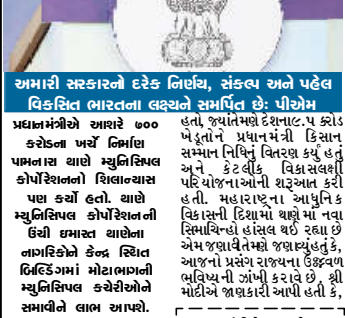 અમારી સરકારનો દરેક નિર્ણય, સંકલ્પ અને પહેલ
વિકસિત ભારતના લક્ષ્યને સમર્પિત છે: પીએમ
પ્રધાનમંત્રીએ આશરે ૭૦૦
કરોડના ખર્ચે નિર્માણ
પામનારા થાણે મ્યુનિસિપલ
કોર્પોરેશનનો શિલાન્યાસ
પણ કર્યો હતો. થાણે
મ્યુનિસિપલ કોર્પોરેશનની
ઉંચી ઇમારત થાણેના
નાગરિકોને કેન્દ્ર સ્થિત
બિલ્ડિંગમાં મોટાભાગની
મ્યુનિસિપલ કચેરીઓને
સમાવીને લાભ આપશે.
હતો, જ્યાંતેમણે દેશના૯.૫ કરોડ
ખેડૂતોને પ્રધાનમંત્રી કિસાન
સમ્માન નિધિનું વિતરણ કર્યું હતું
અને કેટલીક વિકાસલક્ષી
પરિયોજનાઓની શરૂઆત કરી
હતી. મહારાષ્ટ્રના આધુનિક
વિકાસની દિશામાં થાણેમાં નવા
સિમાચિન્હો હાંસલ થઈ રહ્યા છે
એમ જણાવીતેમણે જણાવ્યુંહતુંકે,
આજનો પ્રસંગ રાજ્યના ઉજ્જવળ
ભવિષ્યની ઝાંખી કરાવે છે. શ્રી
મોદીએ જાણકારી આપી હતી કે,